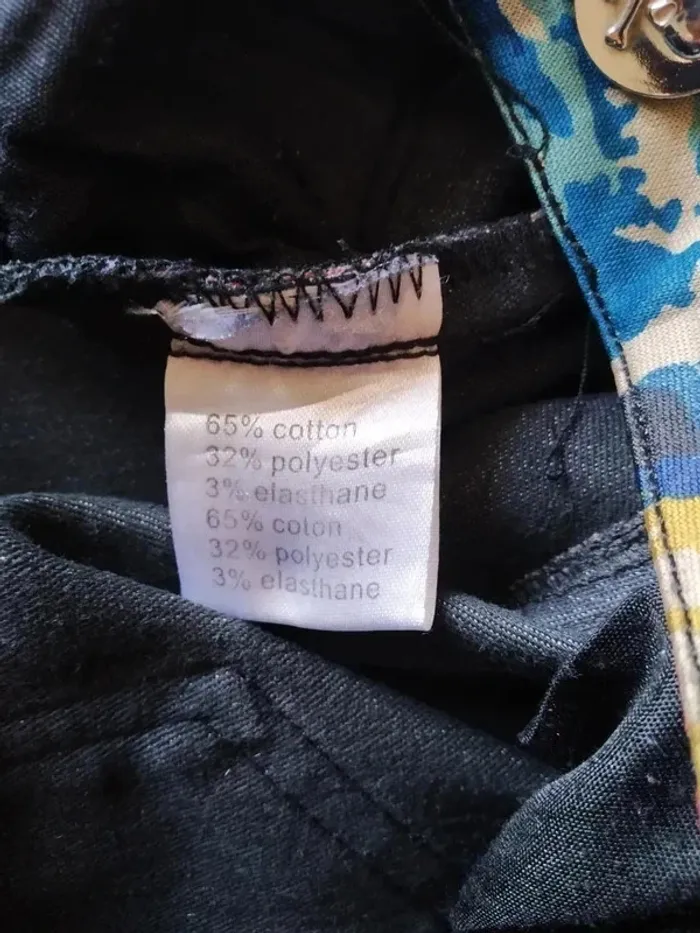 65% cotton
32% polyester
3% elasthane
65% coton
32% polyester
3% elasthane